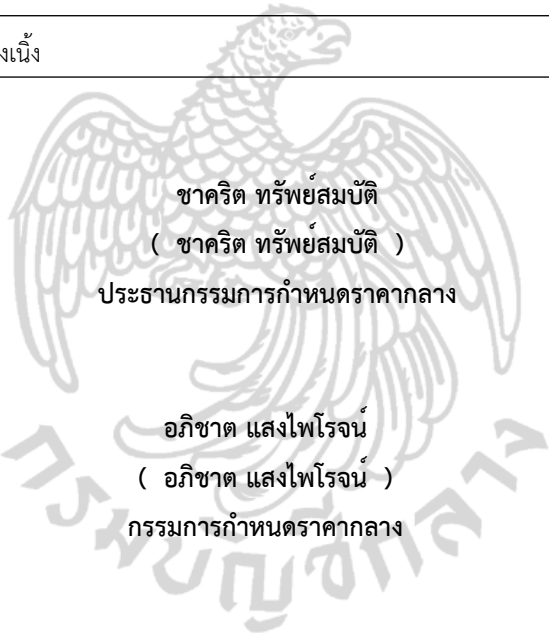 งเนิ้ง
ชาคริต ทรัพย์สมบัติ
( ชาคริต ทรัพย์สมบัติ )
ประธานกรรมการกำหนดราคากลาง
อภิชาต แสงไพโรจน์
( อภิชาต แสงไพโรจน์ )
กรรมการกำหนดราคากลาง
กรมบัญชีกลาง